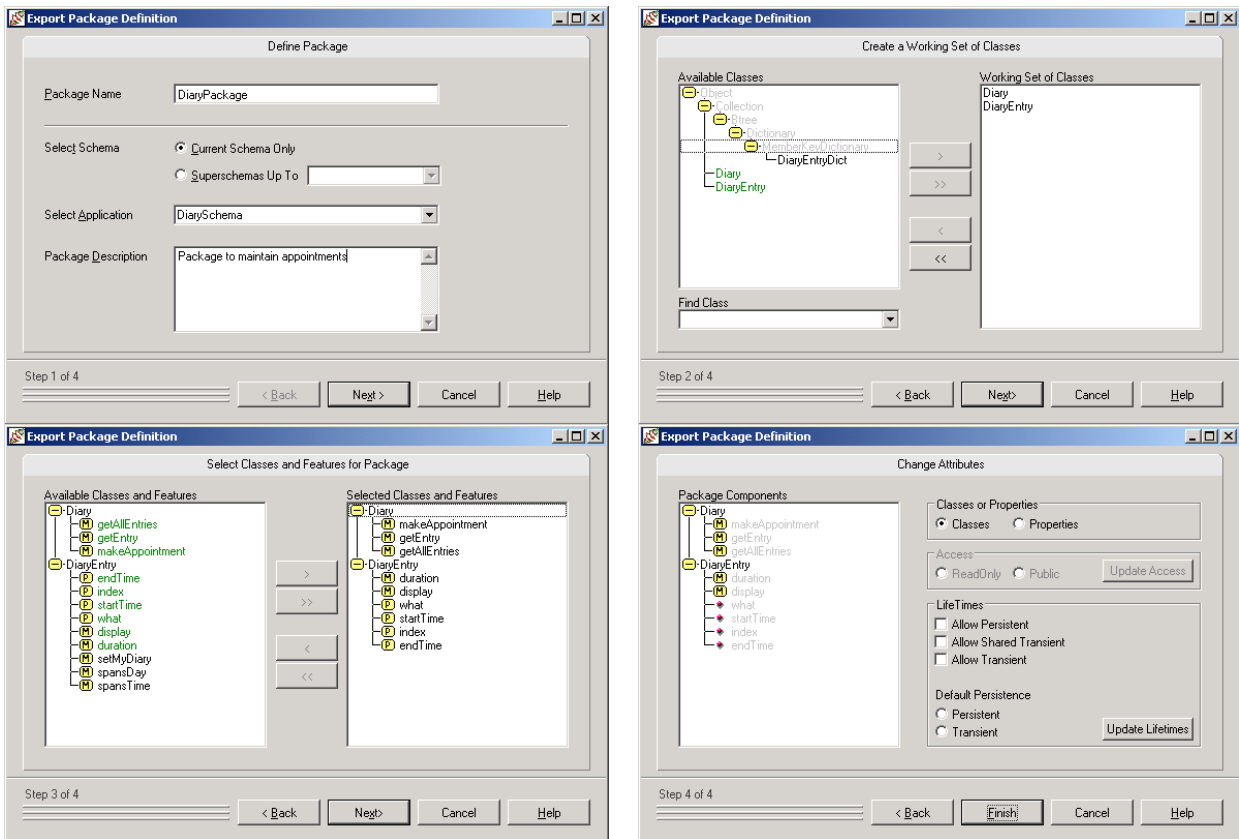 Export Package Definition
Define Package
Package Name
DiaryPackage
Select Schema
Current Schema Only
Superschemas Up To
Select Application
DiarySchema
Package Description
Package to maintain appointments
Step 1 of 4
< Back
Next >
Cancel
Help
Export Package Definition
Create a Working Set of Classes
Available Classes
Object
Collection
Btree
Dictionary
MemberKeyDictionary
DiaryEntryDict
Diary
DiaryEntry
Find Class
>
>>
<
<<
Working Set of Classes
Diary
DiaryEntry
Step 2 of 4
< Back
Next>
Cancel
Help
Export Package Definition
Select Classes and Features for Package
Available Classes and Features
Diary
M getAllEntries
M getEntry
M makeAppointment
DiaryEntry
P endTime
P index
P startTime
P what
M display
M duration
M setMyDiary
M spansDay
M spansTime
>
>>
<
<<
Selected Classes and Features
Diary
M makeAppointment
M getEntry
M getAllEntries
DiaryEntry
M duration
M display
P what
P startTime
P index
P endTime
Step 3 of 4
< Back
Next>
Cancel
Help
Export Package Definition
Change Attributes
Package Components
Diary
M makeAppointment
M getEntry
M getAllEntries
DiaryEntry
M duration
M display
what
startTime
index
endTime
Classes or Properties
Classes
Properties
Access
ReadOnly
Public
Update Access
LifeTimes
Allow Persistent
Allow Shared Transient
Allow Transient
Default Persistence
Persistent
Transient
Update Lifetimes
Step 4 of 4
< Back
Finish
Cancel
Help